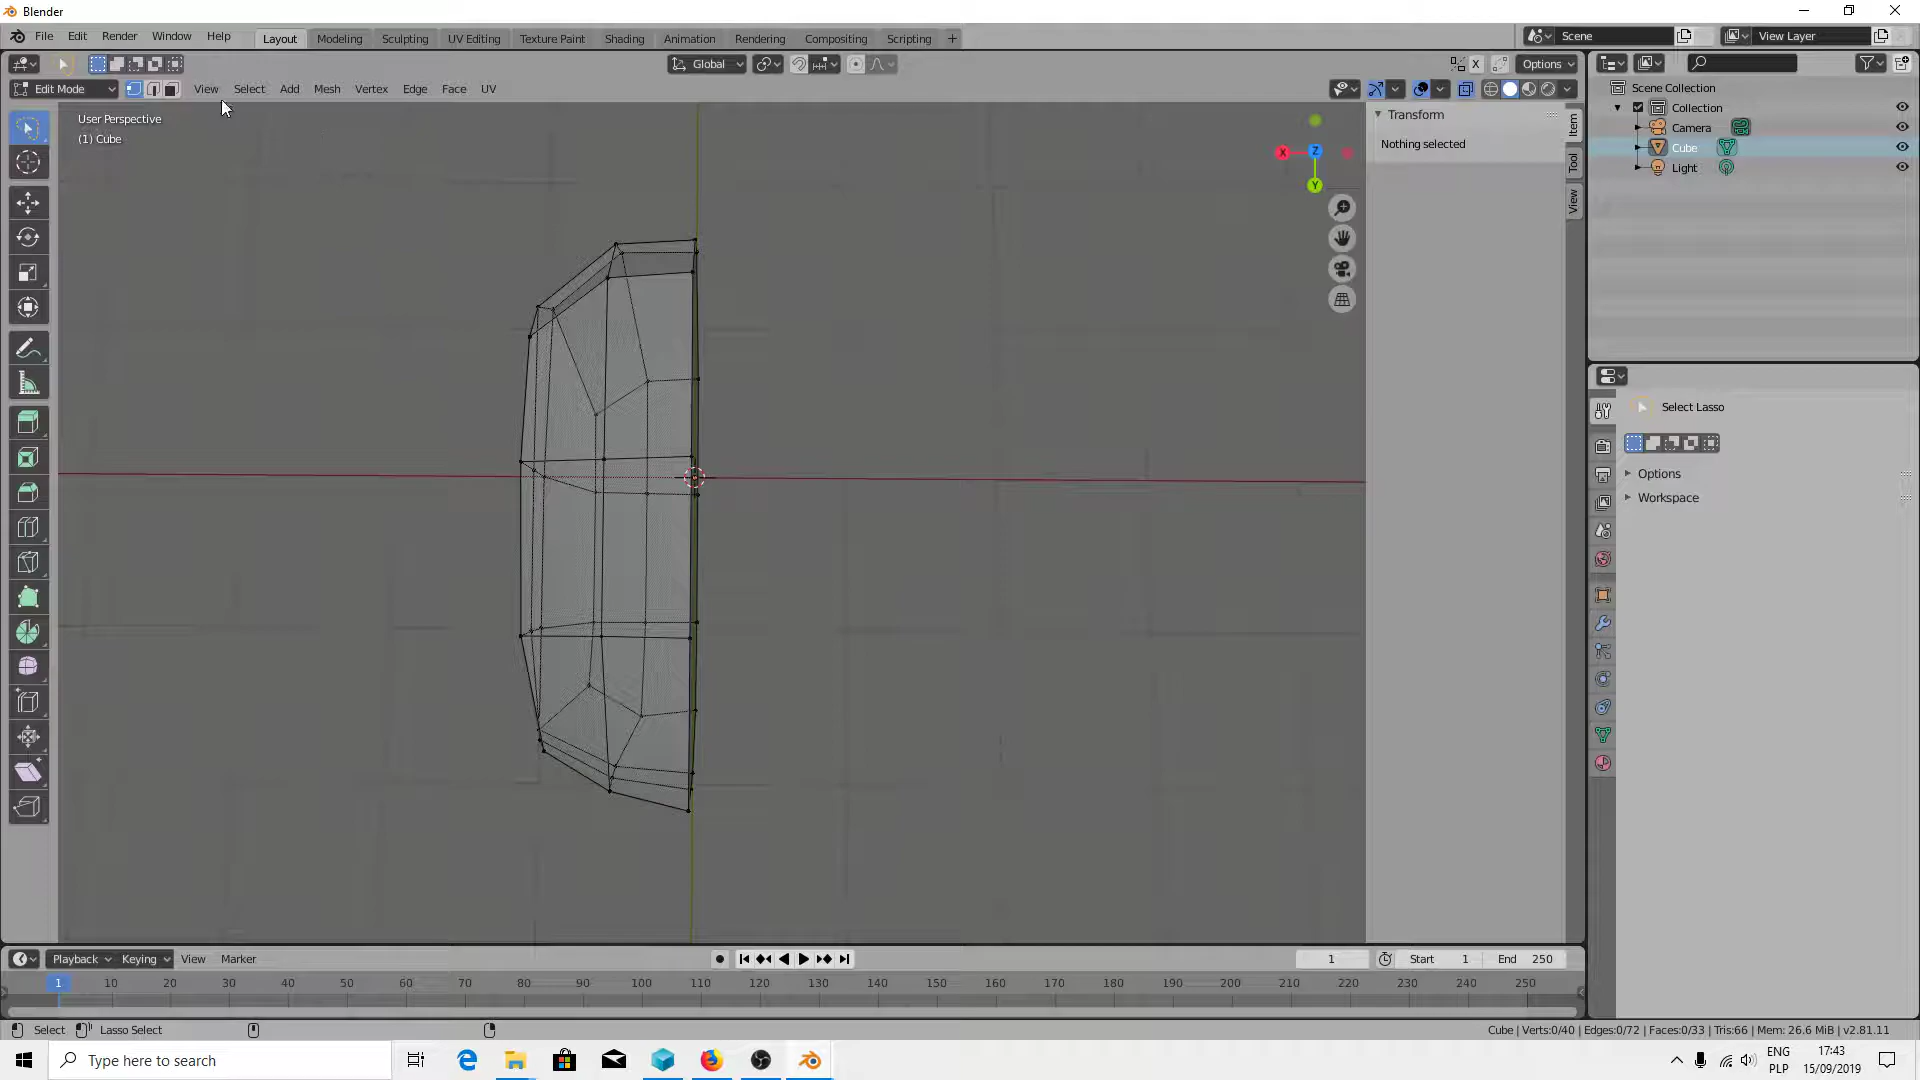 Blender
File Edit Render Window Help Layout Modeling Sculpting UV Editing Texture Paint Shading Animation Rendering Compositing Scripting + Scene View Layer
Global Options
Edit Mode View Select Add Mesh Vertex Edge Face UV
User Perspective
(1) Cube
X Z Y
Transform
Nothing selected
Item
Tool
View
Scene Collection
Collection
Camera
Cube
Light
Select Lasso
Options
Workspace
Playback Keying View Marker 1 Start 1 End 250
1 10 20 30 40 50 60 70 80 90 100 110 120 130 140 150 160 170 180 190 200 210 220 230 240 250
Select Lasso Select Cube | Verts:0/40 | Edges:0/72 | Faces:0/33 | Tris:66 | Mem: 26.6 MiB | v2.81.11
Type here to search
ENG
PLP
17:43
15/09/2019